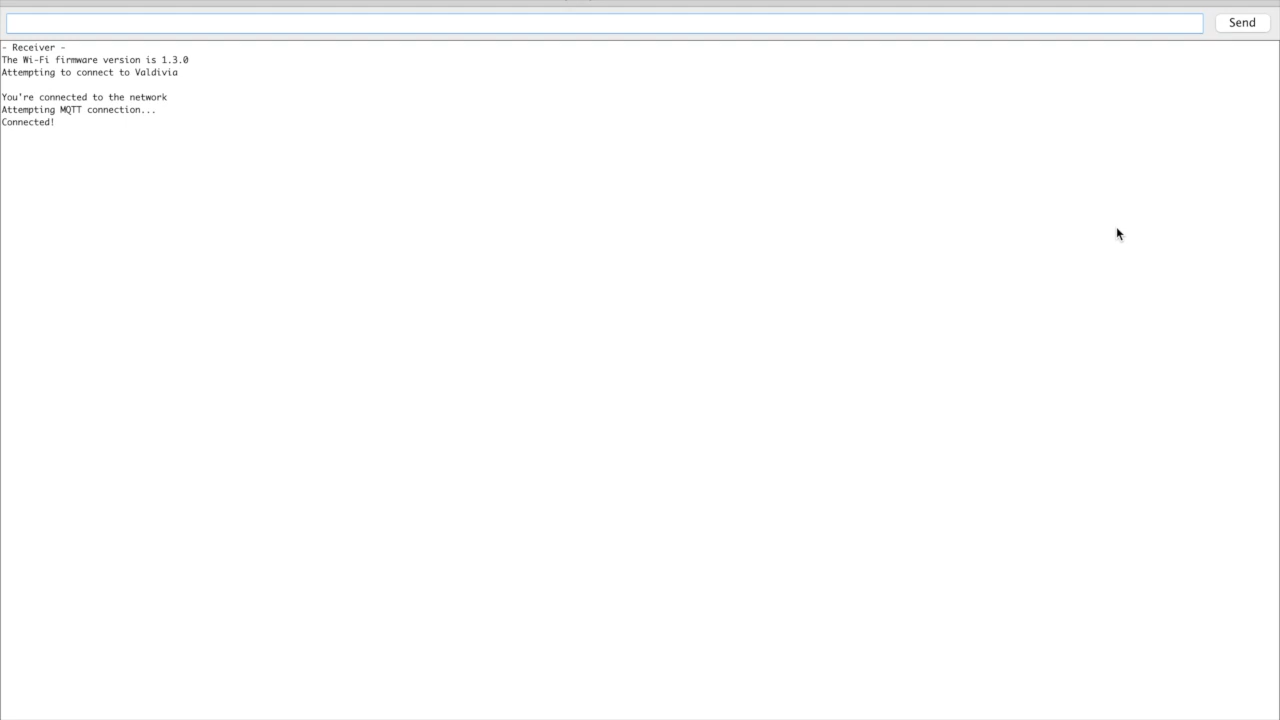 Send
- Receiver -
The Wi-Fi firmware version is 1.3.0
Attempting to connect to Valdivia
You're connected to the network
Attempting MQTT connection...
Connected!